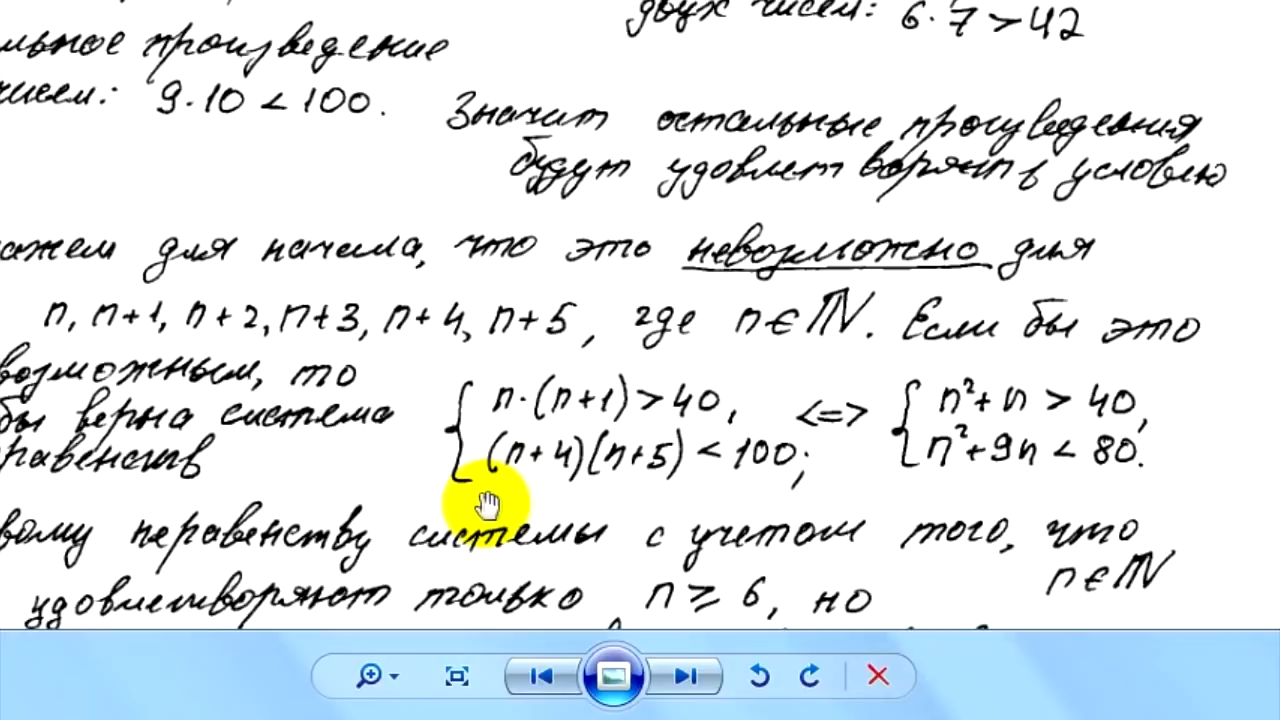 двух чисел: 6·7 > 42
льное произведение
чисел: 9·10 < 100.
Значит остальные произведения
будут удовлетворять условию
ажем для начала, что это невозможно для
n, n+1, n+2, n+3, n+4, n+5, где n∈ℕ. Если бы это
возможным, то
бы верна система
равенств
{ n·(n+1) > 40, <=> { n²+n > 40,
(n+4)(n+5) < 100; n²+9n < 80.
вому неравенству системы с учетом того, что
n∈ℕ
удовлетворяют только n ≥ 6, но